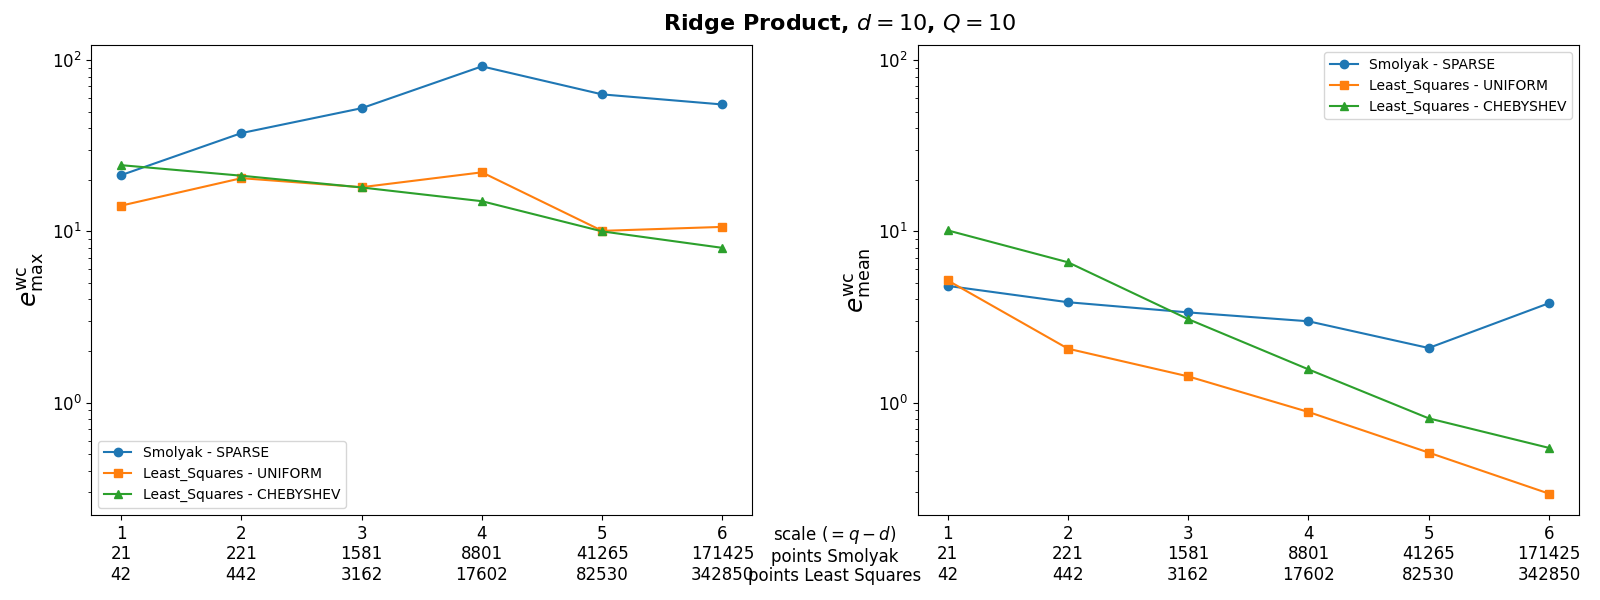 Ridge Product, d = 10, Q = 10
10²
10¹
10⁰
e^wc_max
Smolyak - SPARSE
Least_Squares - UNIFORM
Least_Squares - CHEBYSHEV
1 2 3 4 5 6
21 221 1581 8801 41265 171425
42 442 3162 17602 82530 342850
scale (= q − d)
points Smolyak
points Least Squares
10²
10¹
10⁰
e^wc_mean
Smolyak - SPARSE
Least_Squares - UNIFORM
Least_Squares - CHEBYSHEV
1 2 3 4 5 6
21 221 1581 8801 41265 171425
42 442 3162 17602 82530 342850